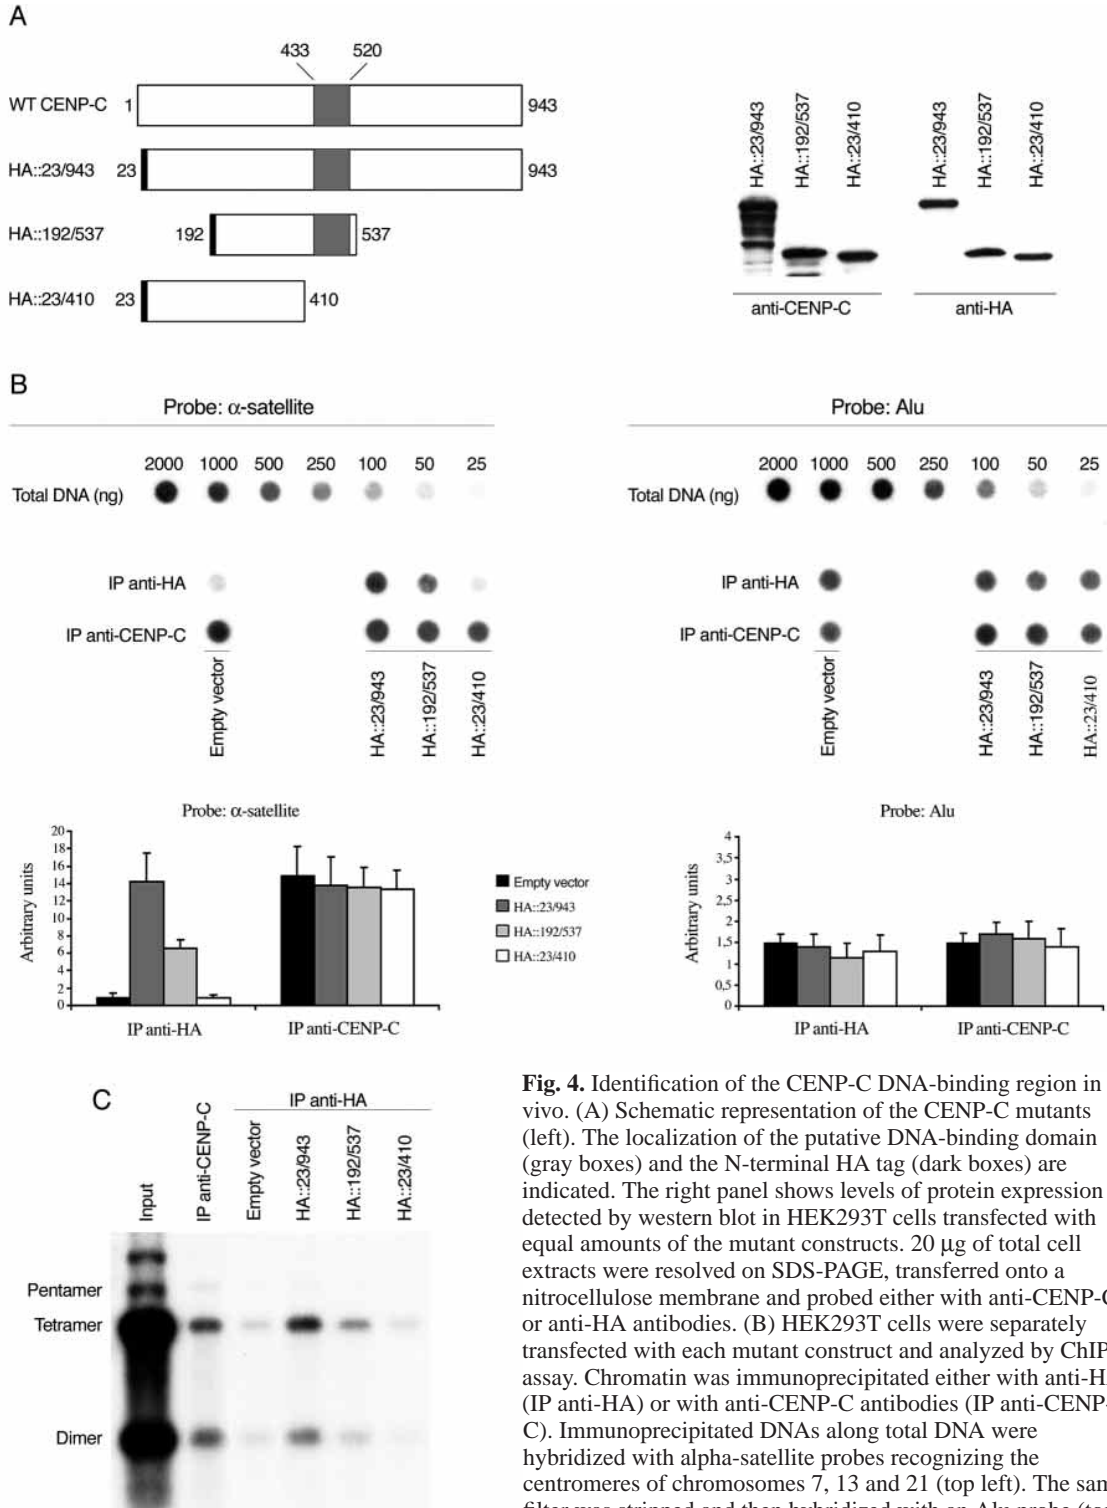 A
433 520
WT CENP-C 1 943
HA::23/943 23 943
HA::192/537 192 537
HA::23/410 23 410
HA::23/943
HA::192/537
HA::23/410
HA::23/943
HA::192/537
HA::23/410
anti-CENP-C anti-HA
B
Probe: α-satellite
2000 1000 500 250 100 50 25
Total DNA (ng)
IP anti-HA
IP anti-CENP-C
Empty vector
HA::23/943
HA::192/537
HA::23/410
Probe: Alu
2000 1000 500 250 100 50 25
Total DNA (ng)
IP anti-HA
IP anti-CENP-C
Empty vector
HA::23/943
HA::192/537
HA::23/410
Probe: α-satellite
Arbitrary units
20
18
16
14
12
10
8
6
4
2
0
IP anti-HA IP anti-CENP-C
Empty vector
HA::23/943
HA::192/537
HA::23/410
Probe: Alu
Arbitrary units
4
3,5
3
2,5
2
1,5
1
0,5
0
IP anti-HA IP anti-CENP-C
C
IP anti-HA
Input
IP anti-CENP-C
Empty vector
HA::23/943
HA::192/537
HA::23/410
Pentamer
Tetramer
Dimer
Fig. 4. Identification of the CENP-C DNA-binding region in
vivo. (A) Schematic representation of the CENP-C mutants
(left). The localization of the putative DNA-binding domain
(gray boxes) and the N-terminal HA tag (dark boxes) are
indicated. The right panel shows levels of protein expression
detected by western blot in HEK293T cells transfected with
equal amounts of the mutant constructs. 20 μg of total cell
extracts were resolved on SDS-PAGE, transferred onto a
nitrocellulose membrane and probed either with anti-CENP-C
or anti-HA antibodies. (B) HEK293T cells were separately
transfected with each mutant construct and analyzed by ChIP
assay. Chromatin was immunoprecipitated either with anti-HA
(IP anti-HA) or with anti-CENP-C antibodies (IP anti-CENP-
C). Immunoprecipitated DNAs along total DNA were
hybridized with alpha-satellite probes recognizing the
centromeres of chromosomes 7, 13 and 21 (top left). The sam
filter was stripped and then hybridized with an Alu probe (top